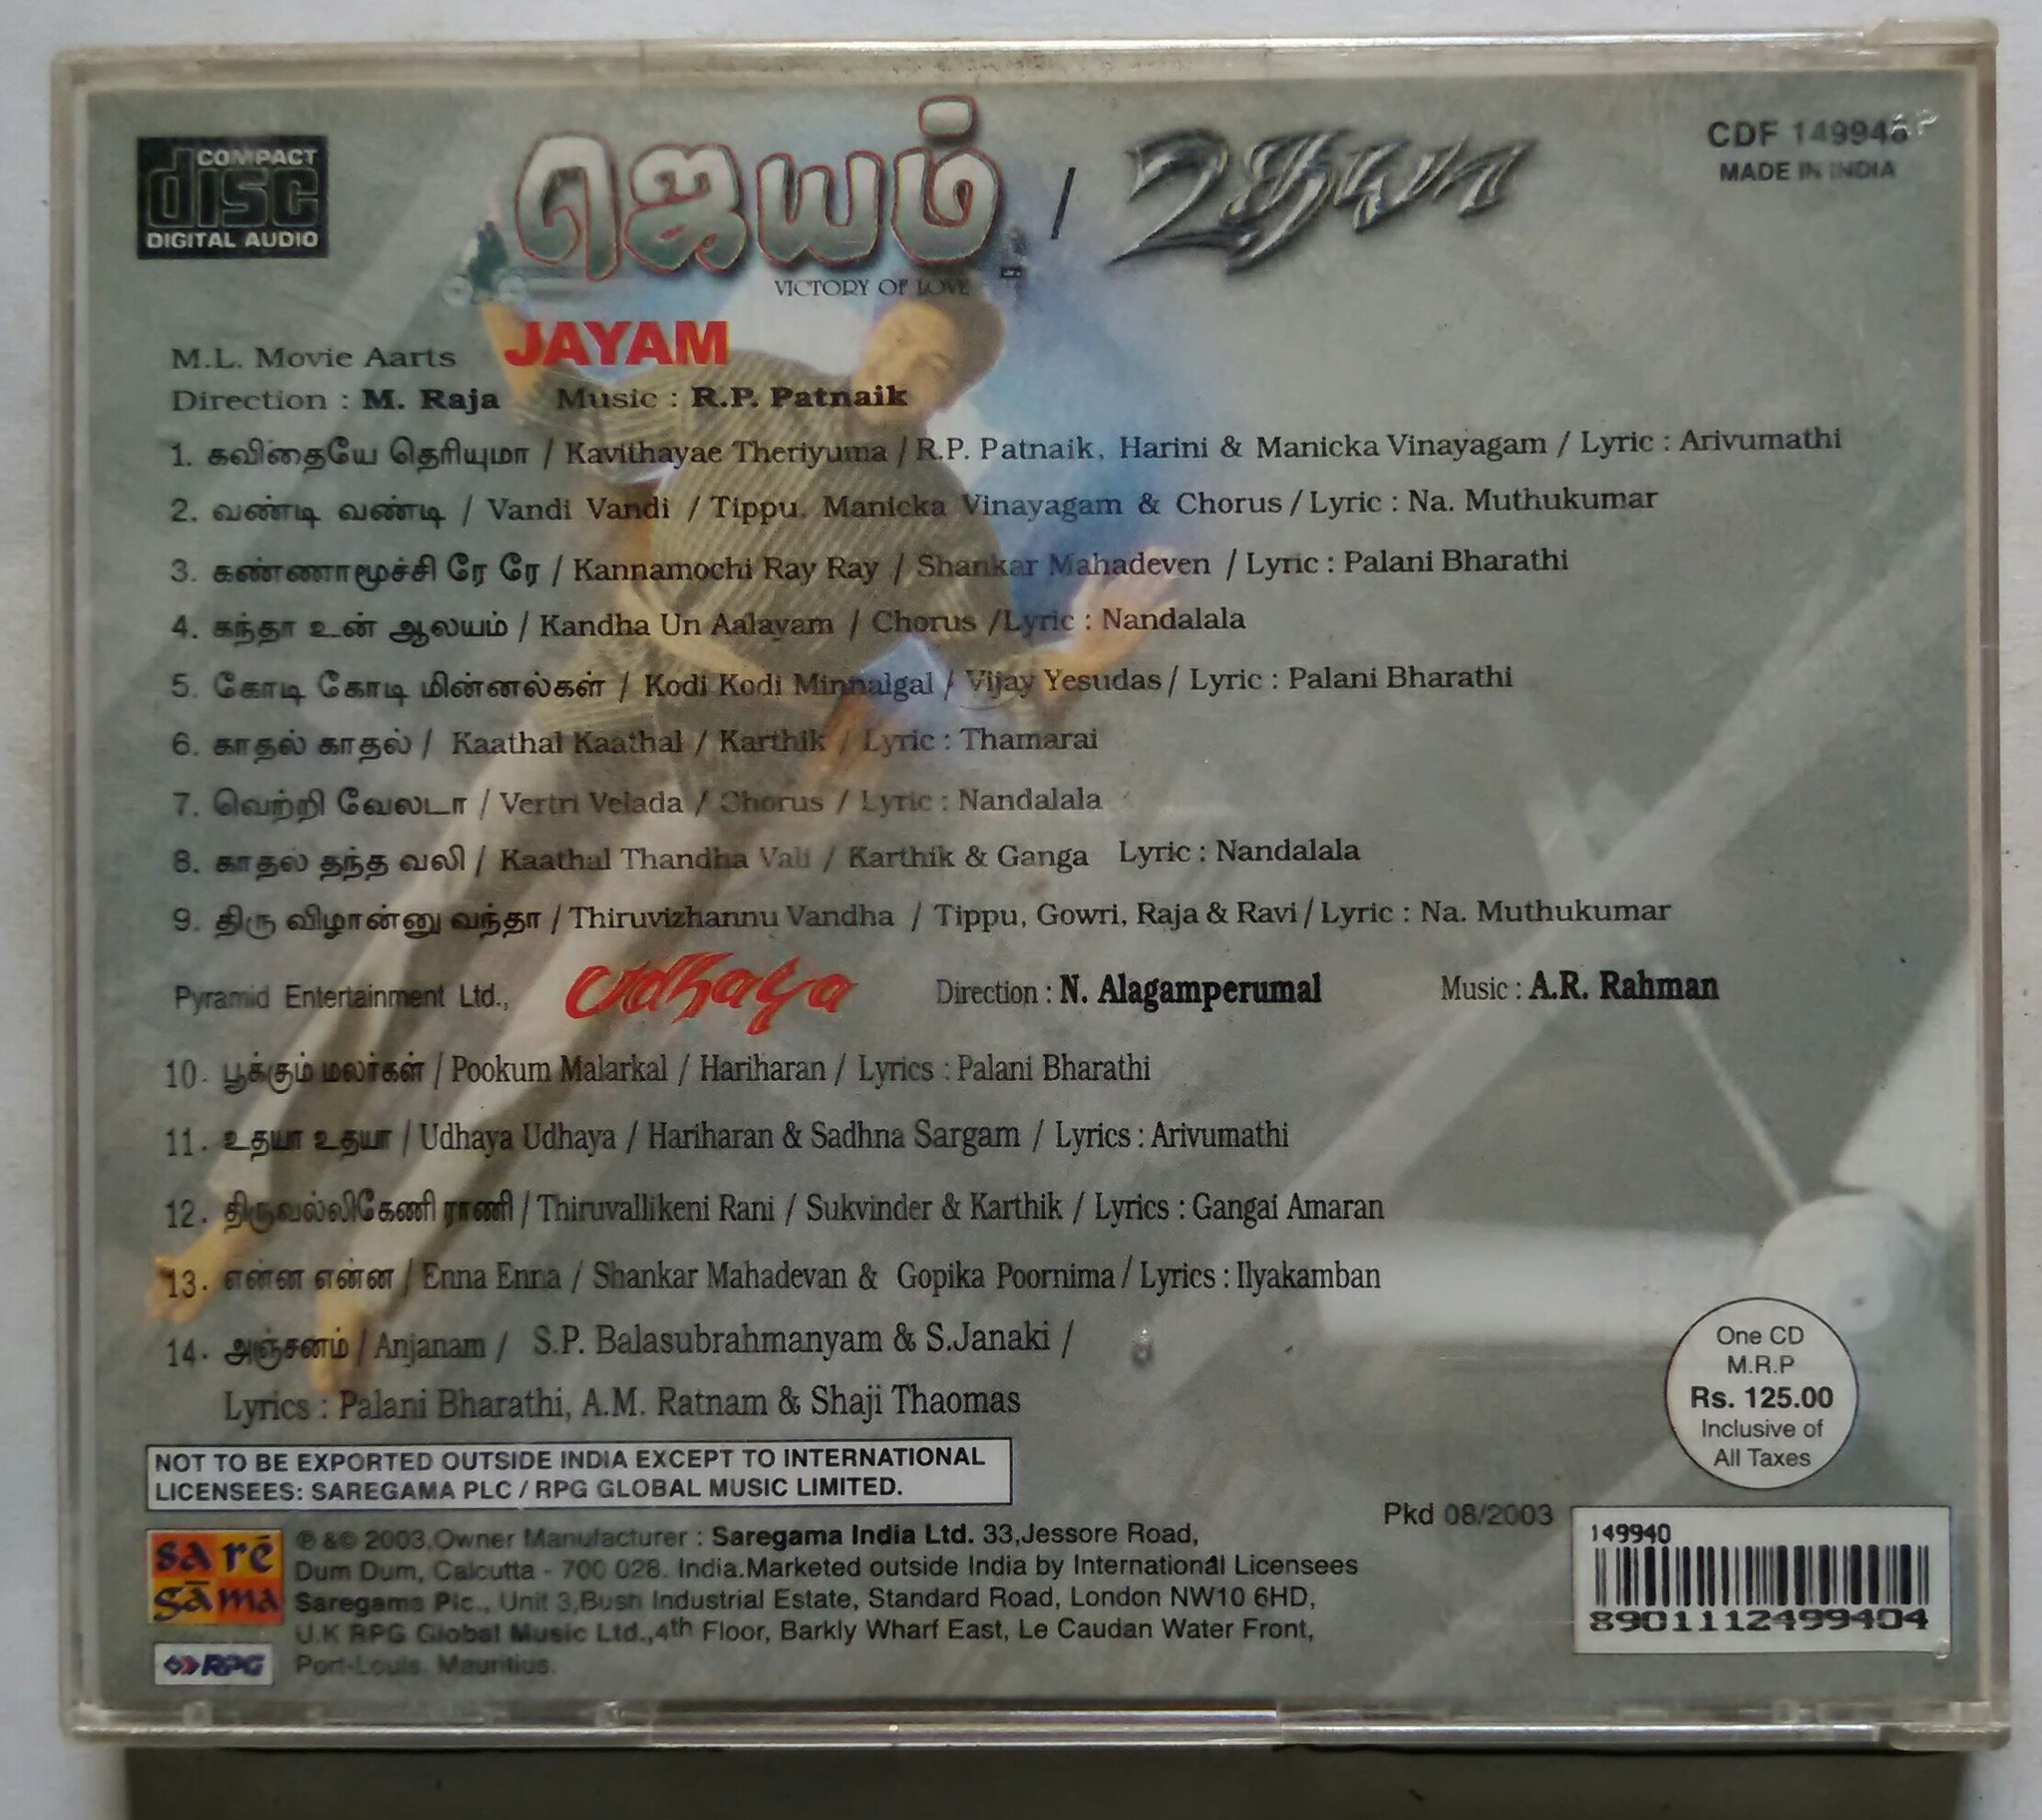 COMPACT
disc
DIGITAL AUDIO
ஜெயம் / உதயா
VICTORY OF LOVE
MADE IN INDIA
M.L. Movie Aarts JAYAM
Direction : M. Raja Music : R.P. Patnaik
1. கவிதையே தெரியுமா / Kavithayae Theriyuma / R.P. Patnaik, Harini & Manicka Vinayagam / Lyric : Arivumathi
2. வண்டி வண்டி / Vandi Vandi / Tippu, Manicka Vinayagam & Chorus / Lyric : Na. Muthukumar
3. கண்ணாமூச்சி ரே ரே / Kannamochi Ray Ray / Shankar Mahadeven / Lyric : Palani Bharathi
4. கந்தா உன் ஆலயம் / Kandha Un Aalayam / Chorus /Lyric : Nandalala
5. கோடி கோடி மின்னல்கள் / Kodi Kodi Minnalgal / Vijay Yesudas / Lyric : Palani Bharathi
6. காதல் காதல் / Kaathal Kaathal / Karthik / Lyric : Thamarai
7. வெற்றி வேலடா / Vertri Velada / Chorus / Lyric : Nandalala
8. காதல் தந்த வலி / Kaathal Thandha Vali / Karthik & Ganga Lyric : Nandalala
9. திரு விழான்னு வந்தா / Thiruvizhannu Vandha / Tippu, Gowri, Raja & Ravi / Lyric : Na. Muthukumar
Pyramid Entertainment Ltd., Udhaya Direction : N. Alagamperumal Music : A.R. Rahman
10. பூக்கும் மலர்கள் / Pookum Malarkal / Hariharan / Lyrics : Palani Bharathi
11. உதயா உதயா / Udhaya Udhaya / Hariharan & Sadhna Sargam / Lyrics : Arivumathi
12. திருவல்லிகேணி ராணி / Thiruvallikeni Rani / Sukvinder & Karthik / Lyrics : Gangai Amaran
13. என்ன என்ன / Enna Enna / Shankar Mahadevan & Gopika Poornima / Lyrics : Ilyakamban
14. அஞ்சனம் / Anjanam / S.P. Balasubrahmanyam & S.Janaki /
Lyrics : Palani Bharathi, A.M. Ratnam & Shaji Thaomas
One CD
M.R.P
Rs. 125.00
Inclusive of
All Taxes
NOT TO BE EXPORTED OUTSIDE INDIA EXCEPT TO INTERNATIONAL
LICENSEES: SAREGAMA PLC / RPG GLOBAL MUSIC LIMITED.
Pkd 08/2003
sa rē
gāma
RPG
℗ &© 2003.Owner Manufacturer : Saregama India Ltd. 33,Jessore Road,
Dum Dum, Calcutta - 700 028. India.Marketed outside India by International Licensees
Saregama Plc., Unit 3,Bush Industrial Estate, Standard Road, London NW10 6HD,
U.K RPG Global Music Ltd.,4th Floor, Barkly Wharf East, Le Caudan Water Front,
Port-Louis, Mauritius.
149940
8901112499404